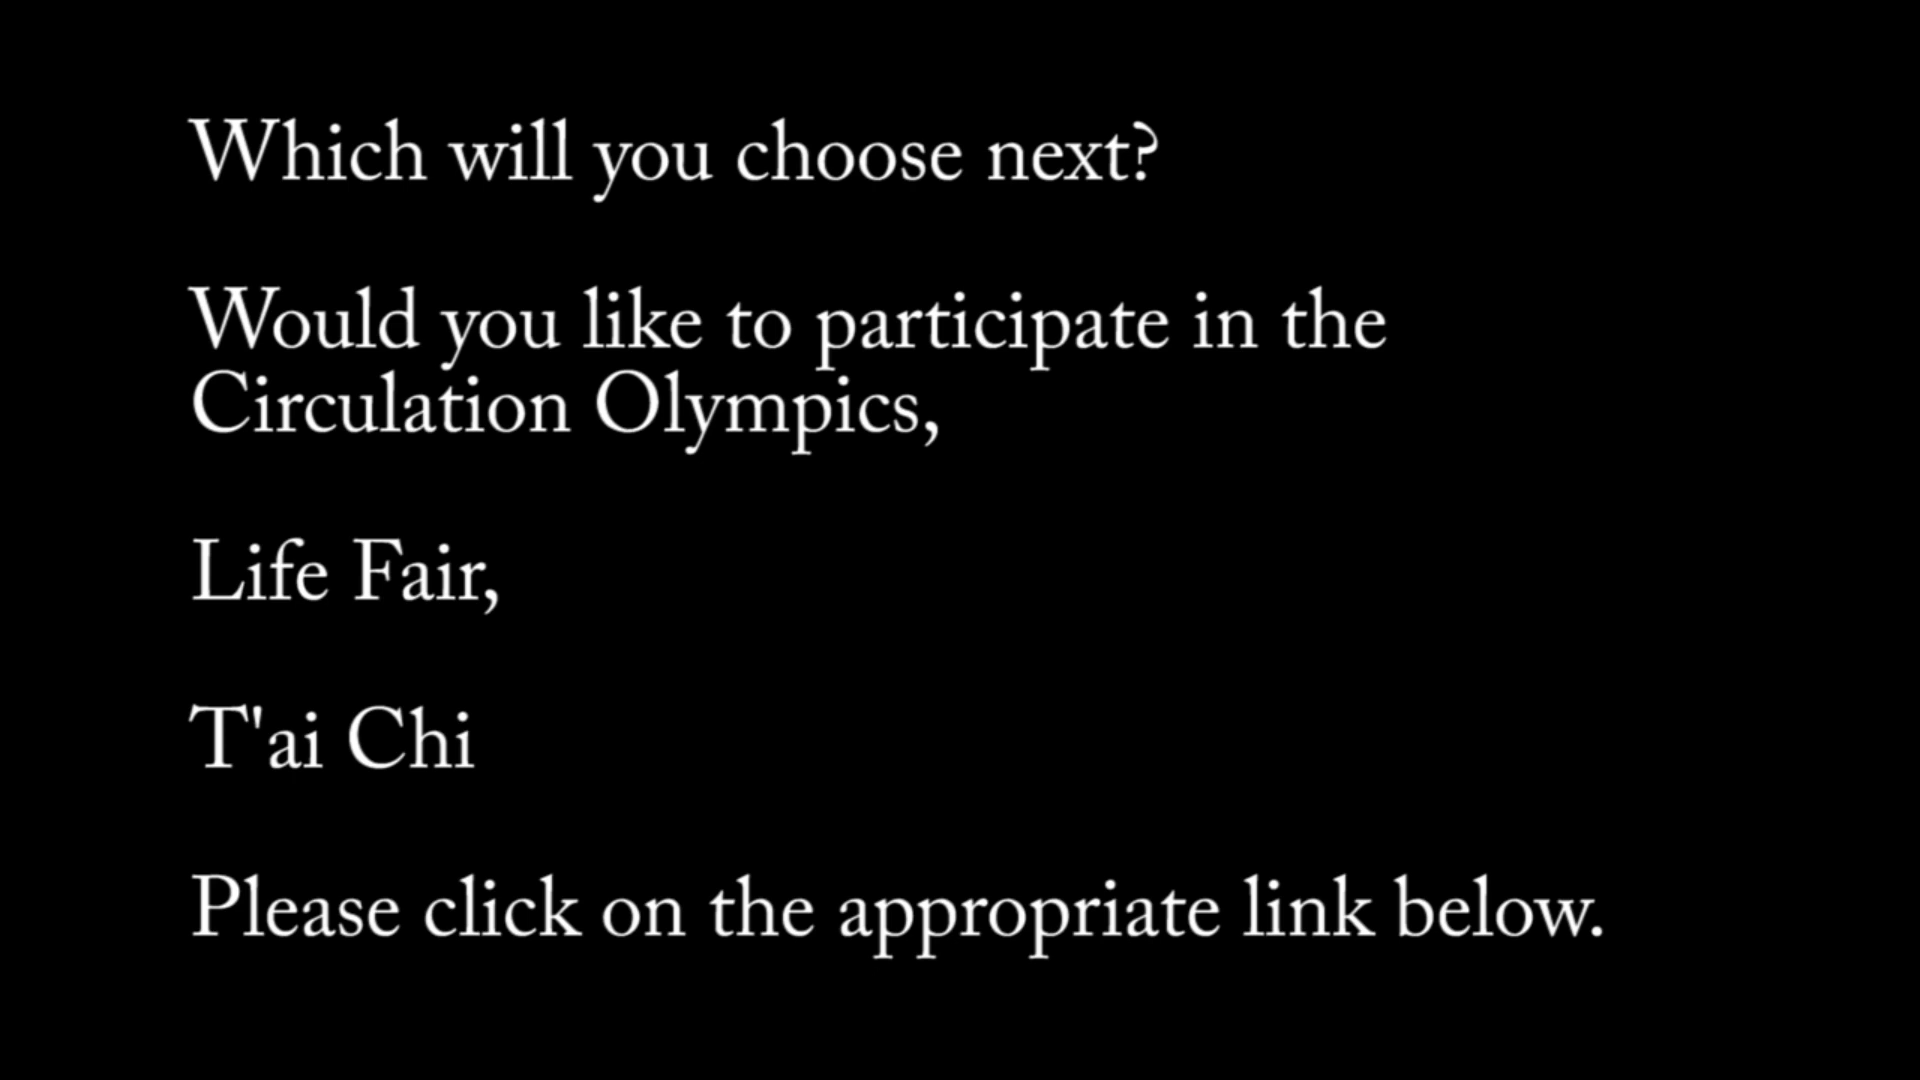 Which will you choose next?
Would you like to participate in the
Circulation Olympics,
Life Fair,
T'ai Chi
Please click on the appropriate link below.